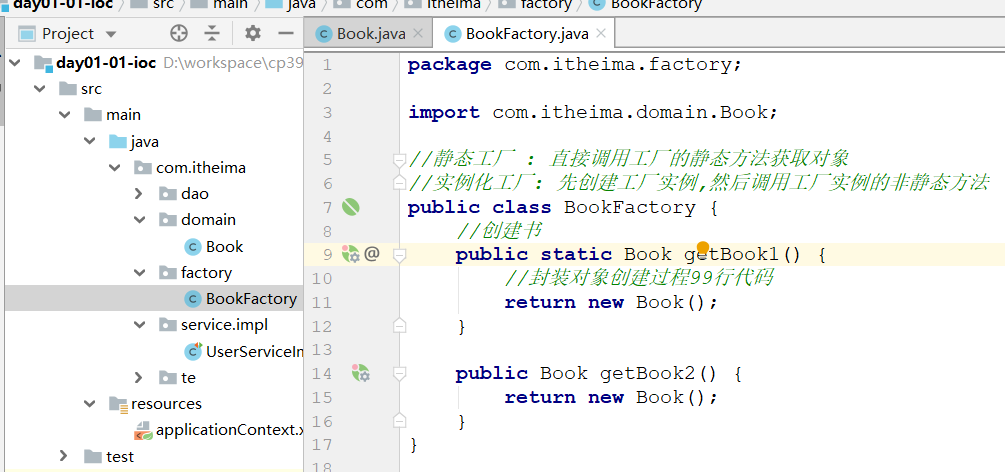 day01-01-ioc src main java com itheima factory BookFactory
Project
Book.java
BookFactory.java
day01-01-ioc D:\workspace\cp39
src
main
java
com.itheima
dao
domain
Book
factory
BookFactory
service.impl
UserServiceIm
te
resources
applicationContext.x
test
1 package com.itheima.factory;
2
3 import com.itheima.domain.Book;
4
5 //静态工厂 : 直接调用工厂的静态方法获取对象
6 //实例化工厂: 先创建工厂实例,然后调用工厂实例的非静态方法
7 public class BookFactory {
8 //创建书
9 @ public static Book getBook1() {
10 //封装对象创建过程99行代码
11 return new Book();
12 }
13
14 public Book getBook2() {
15 return new Book();
16 }
17 }
18